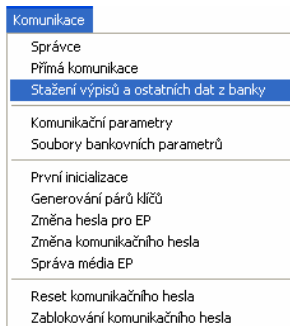 Komunikace
Správce
Přímá komunikace
Stažení výpisů a ostatních dat z banky
Komunikační parametry
Soubory bankovních parametrů
První inicializace
Generování párů klíčů
Změna hesla pro EP
Změna komunikačního hesla
Správa média EP
Reset komunikačního hesla
Zablokování komunikačního hesla